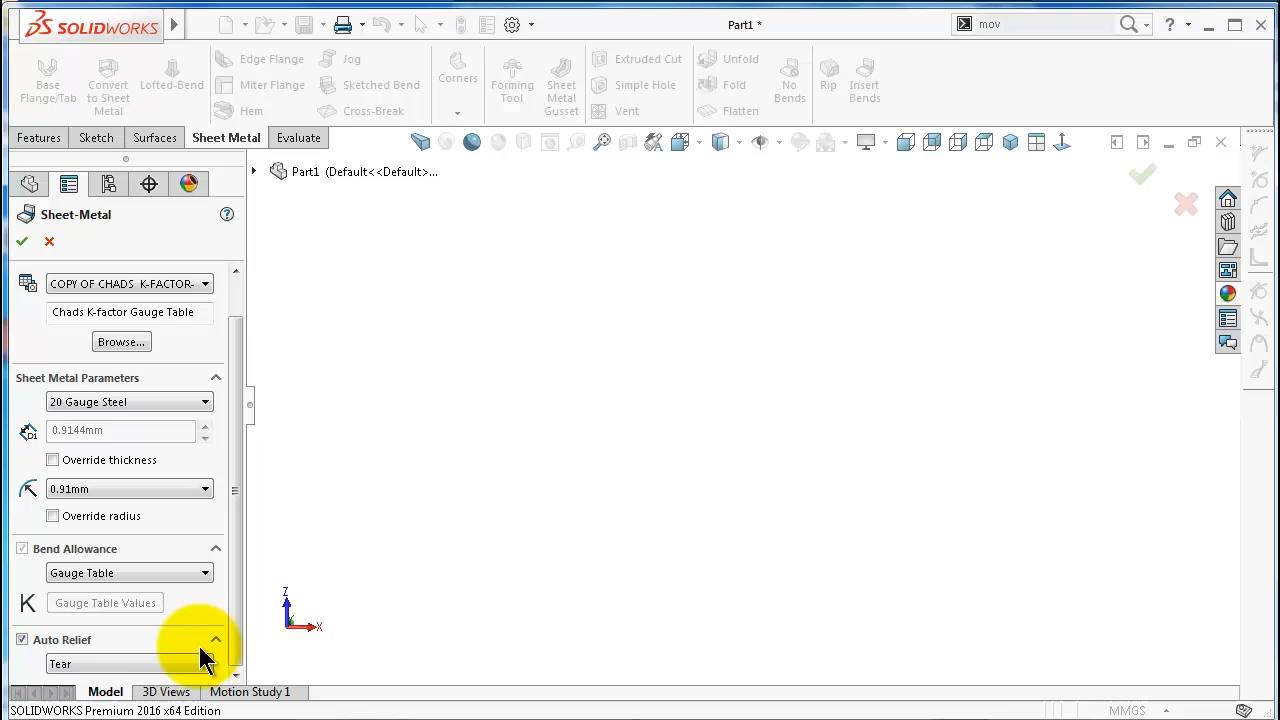 SOLIDWORKS
Part1 *
mov
?
Base Flange/Tab
Convert to Sheet Metal
Lofted-Bend
Edge Flange
Miter Flange
Hem
Jog
Sketched Bend
Cross-Break
Corners
Forming Tool
Sheet Metal Gusset
Extruded Cut
Simple Hole
Vent
Unfold
Fold
Flatten
No Bends
Rip
Insert Bends
Features
Sketch
Surfaces
Sheet Metal
Evaluate
Part1 (Default<<Default>...
Sheet-Metal
?
COPY OF CHADS K-FACTOR-
Chads K-factor Gauge Table
Browse...
Sheet Metal Parameters
20 Gauge Steel
0.9144mm
Override thickness
0.91mm
Override radius
Bend Allowance
Gauge Table
K
Gauge Table Values
Auto Relief
Tear
Z
X
Model
3D Views
Motion Study 1
SOLIDWORKS Premium 2016 x64 Edition
MMGS